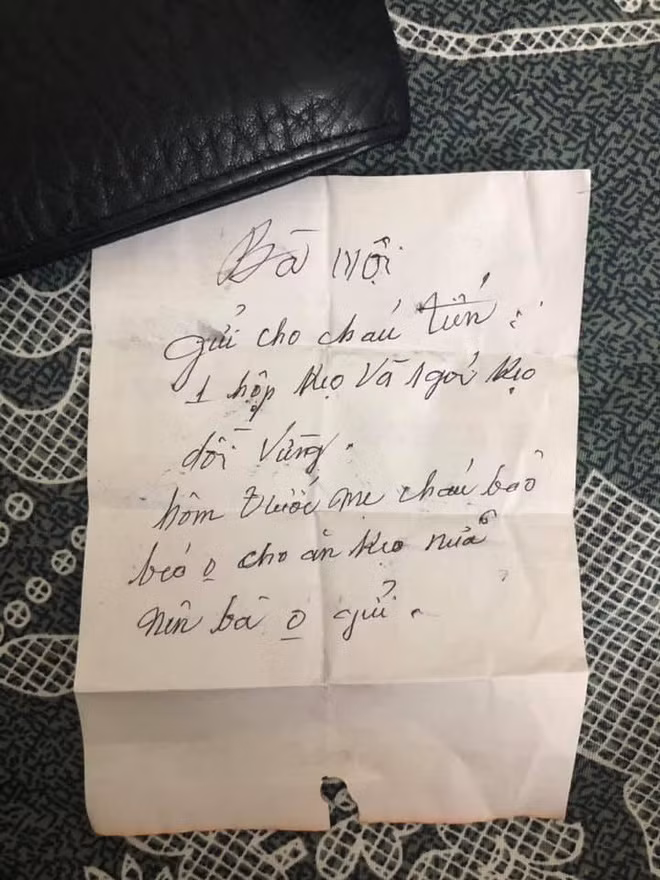 Bà Nội
gửi cho cháu Tiến :
1 hộp kẹo và 1 gói kẹo
dồi vừng.
hôm trước mẹ cháu bảo
béo o cho ăn kẹo nữa
nên bà o gửi.